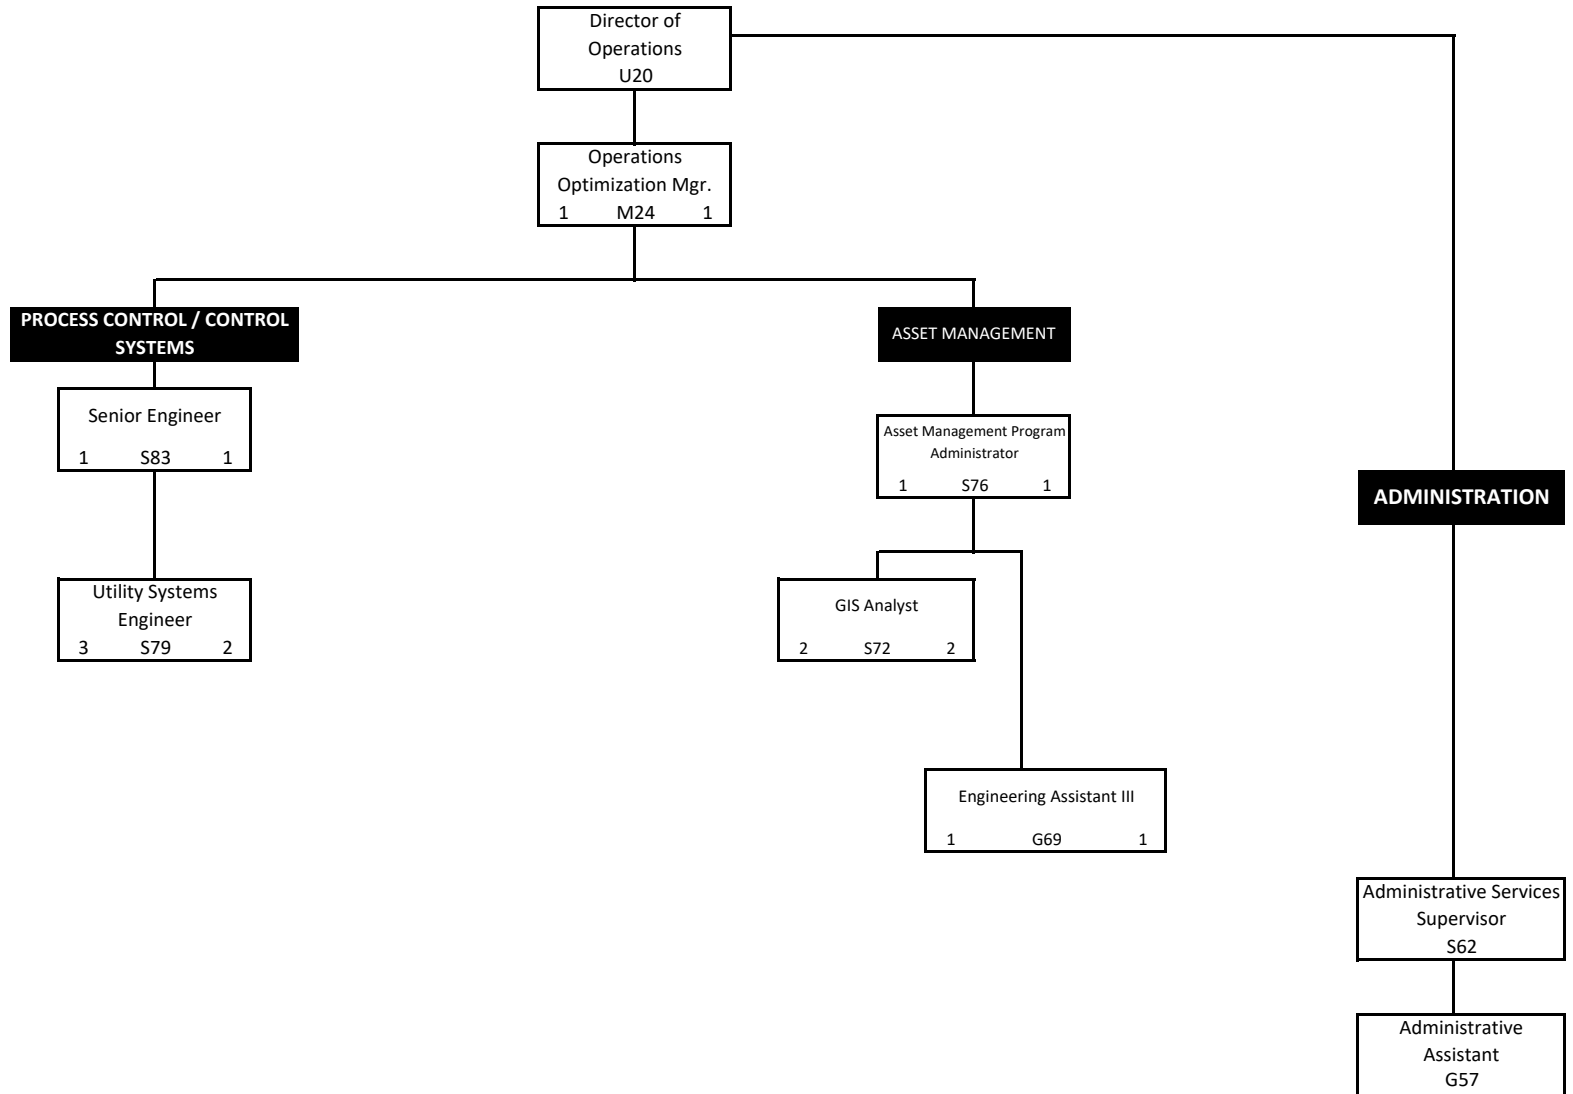 Director of
Operations
U20
Operations
Optimization Mgr.
1 M24 1
PROCESS CONTROL / CONTROL
SYSTEMS
Senior Engineer
1 S83 1
Utility Systems
Engineer
3 S79 2
ASSET MANAGEMENT
Asset Management Program
Administrator
1 S76 1
GIS Analyst
2 S72 2
Engineering Assistant III
1 G69 1
ADMINISTRATION
Administrative Services
Supervisor
S62
Administrative
Assistant
G57